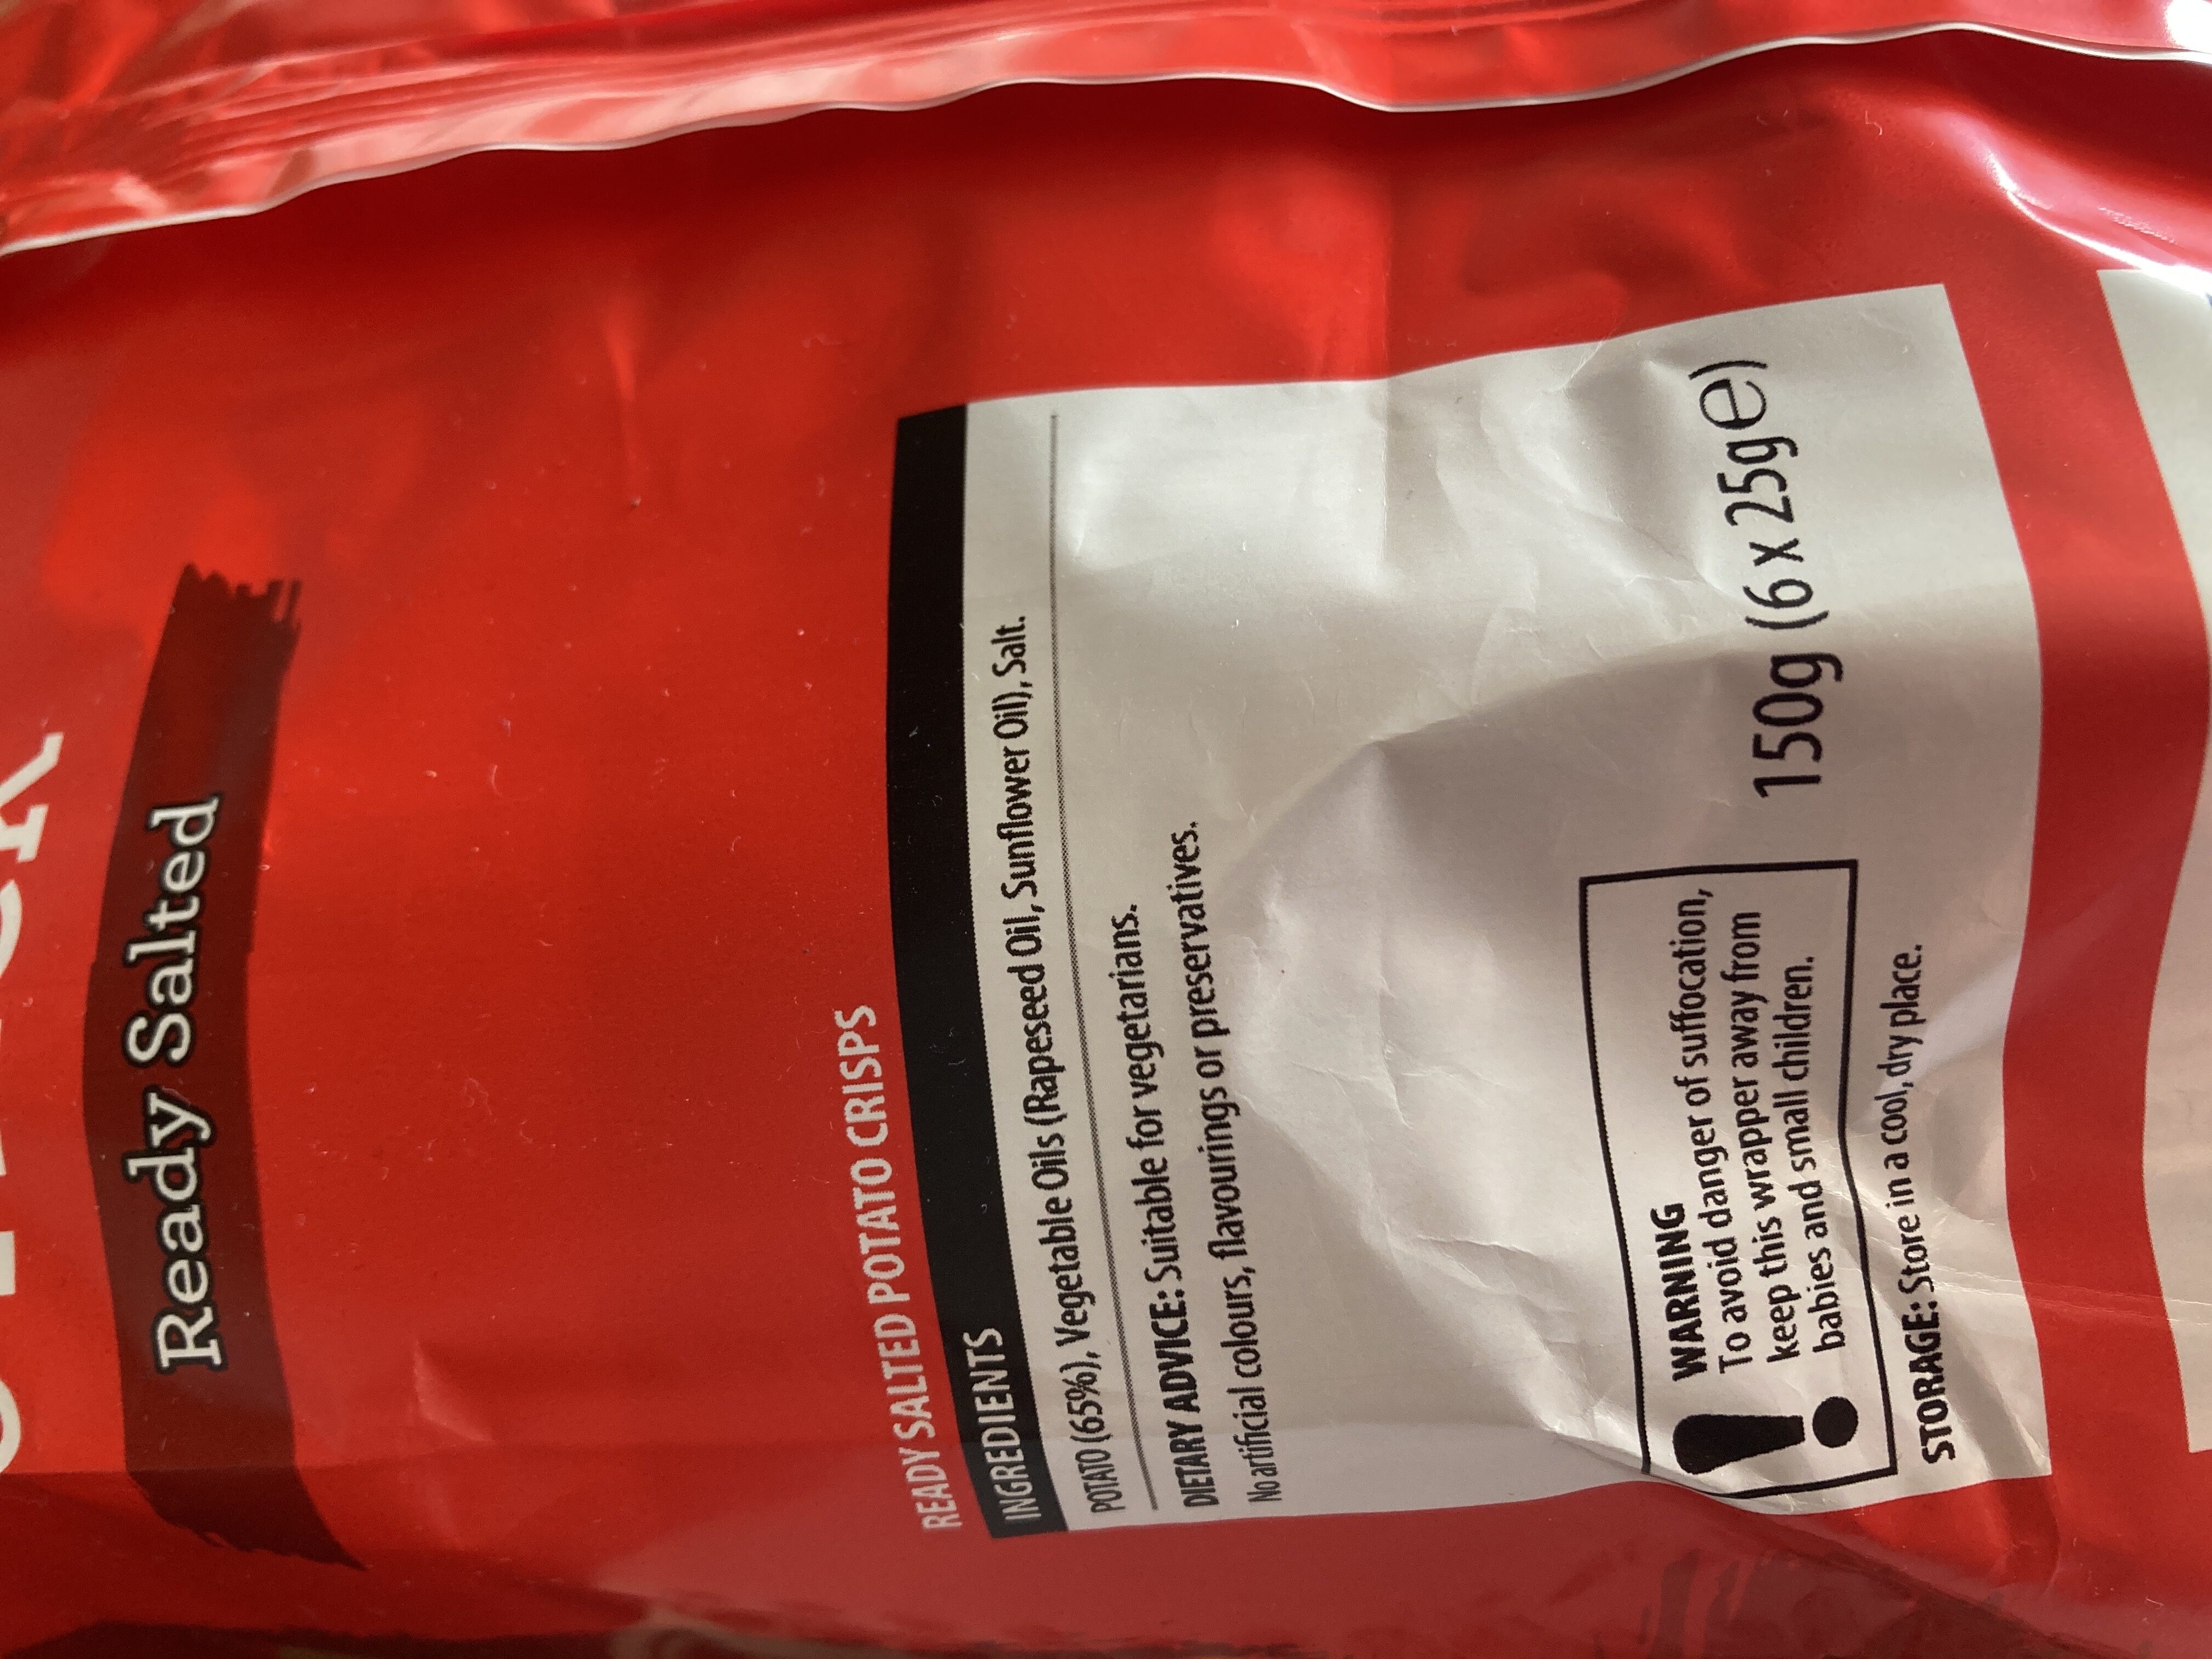 Ready Salted
READY SALTED POTATO CRISPS
INGREDIENTS
POTATO (65%), Vegetable Oils (Rapeseed Oil, Sunflower Oil), Salt.
DIETARY ADVICE: Suitable for vegetarians.
No artificial colours, flavourings or preservatives.
WARNING
To avoid danger of suffocation,
keep this wrapper away from
babies and small children.
150g (6 x 25g℮)
STORAGE: Store in a cool, dry place.